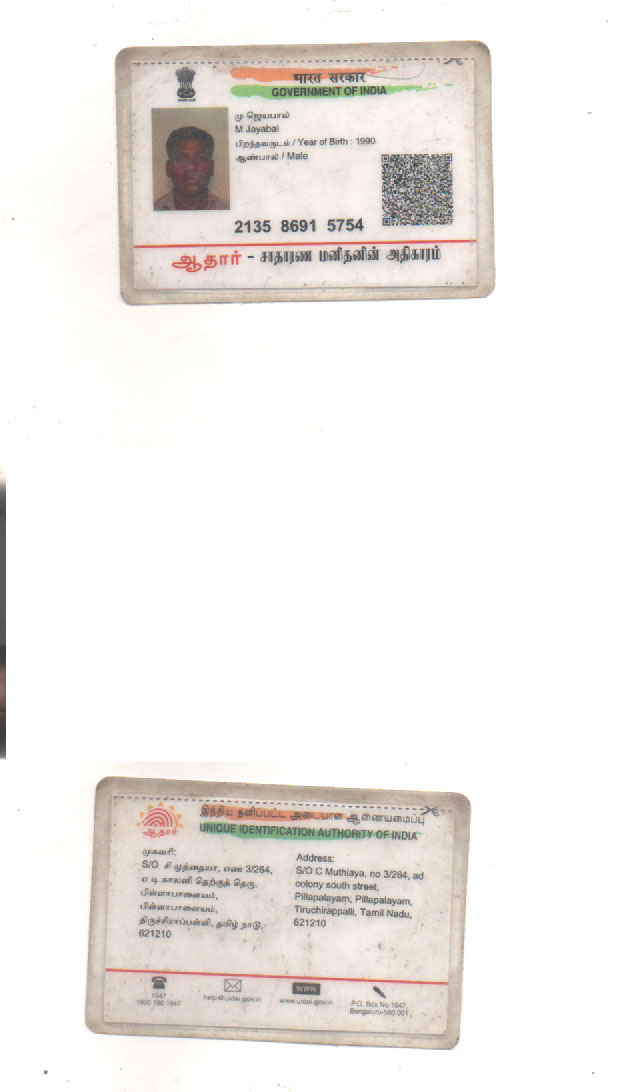 भारत सरकार
GOVERNMENT OF INDIA
மு ஜெயபால்
M Jayabal
பிறந்தவருடம் / Year of Birth : 1990
ஆண்பால் / Male
2135 8691 5754
ஆதார் - சாதாரண மனிதனின் அதிகாரம்
இந்திய தனிப்பட்ட அடையாள ஆணையமைப்பு
ஆதார்
UNIQUE IDENTIFICATION AUTHORITY OF INDIA
முகவரி:
S/O சி முத்தையா, எண 3/264,
ஏ டி காலனி தெற்குத் தெரு,
பிள்ளாபாளையம்,
பிள்ளாபாளையம்,
திருச்சிராப்பள்ளி, தமிழ் நாடு,
621210
Address:
S/O C Muthiaya, no 3/264, ad
colony south street,
Pillapalayam, Pillapalayam,
Tiruchirappalli, Tamil Nadu,
621210
1947
1800 180 1947
help@uidai.gov.in
WWW
www.uidai.gov.in
P.O. Box No.1947,
Bengaluru-560 001